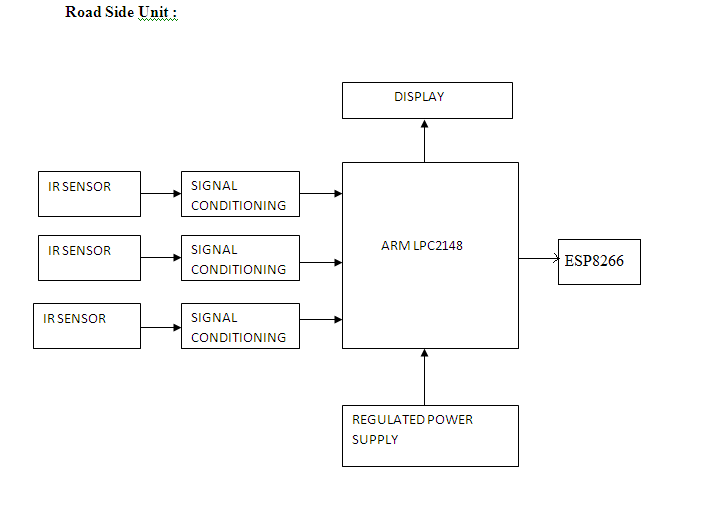 Road Side Unit :
DISPLAY
IR SENSOR
SIGNAL
CONDITIONING
IR SENSOR
SIGNAL
CONDITIONING
ARM LPC2148
ESP8266
IR SENSOR
SIGNAL
CONDITIONING
REGULATED POWER
SUPPLY